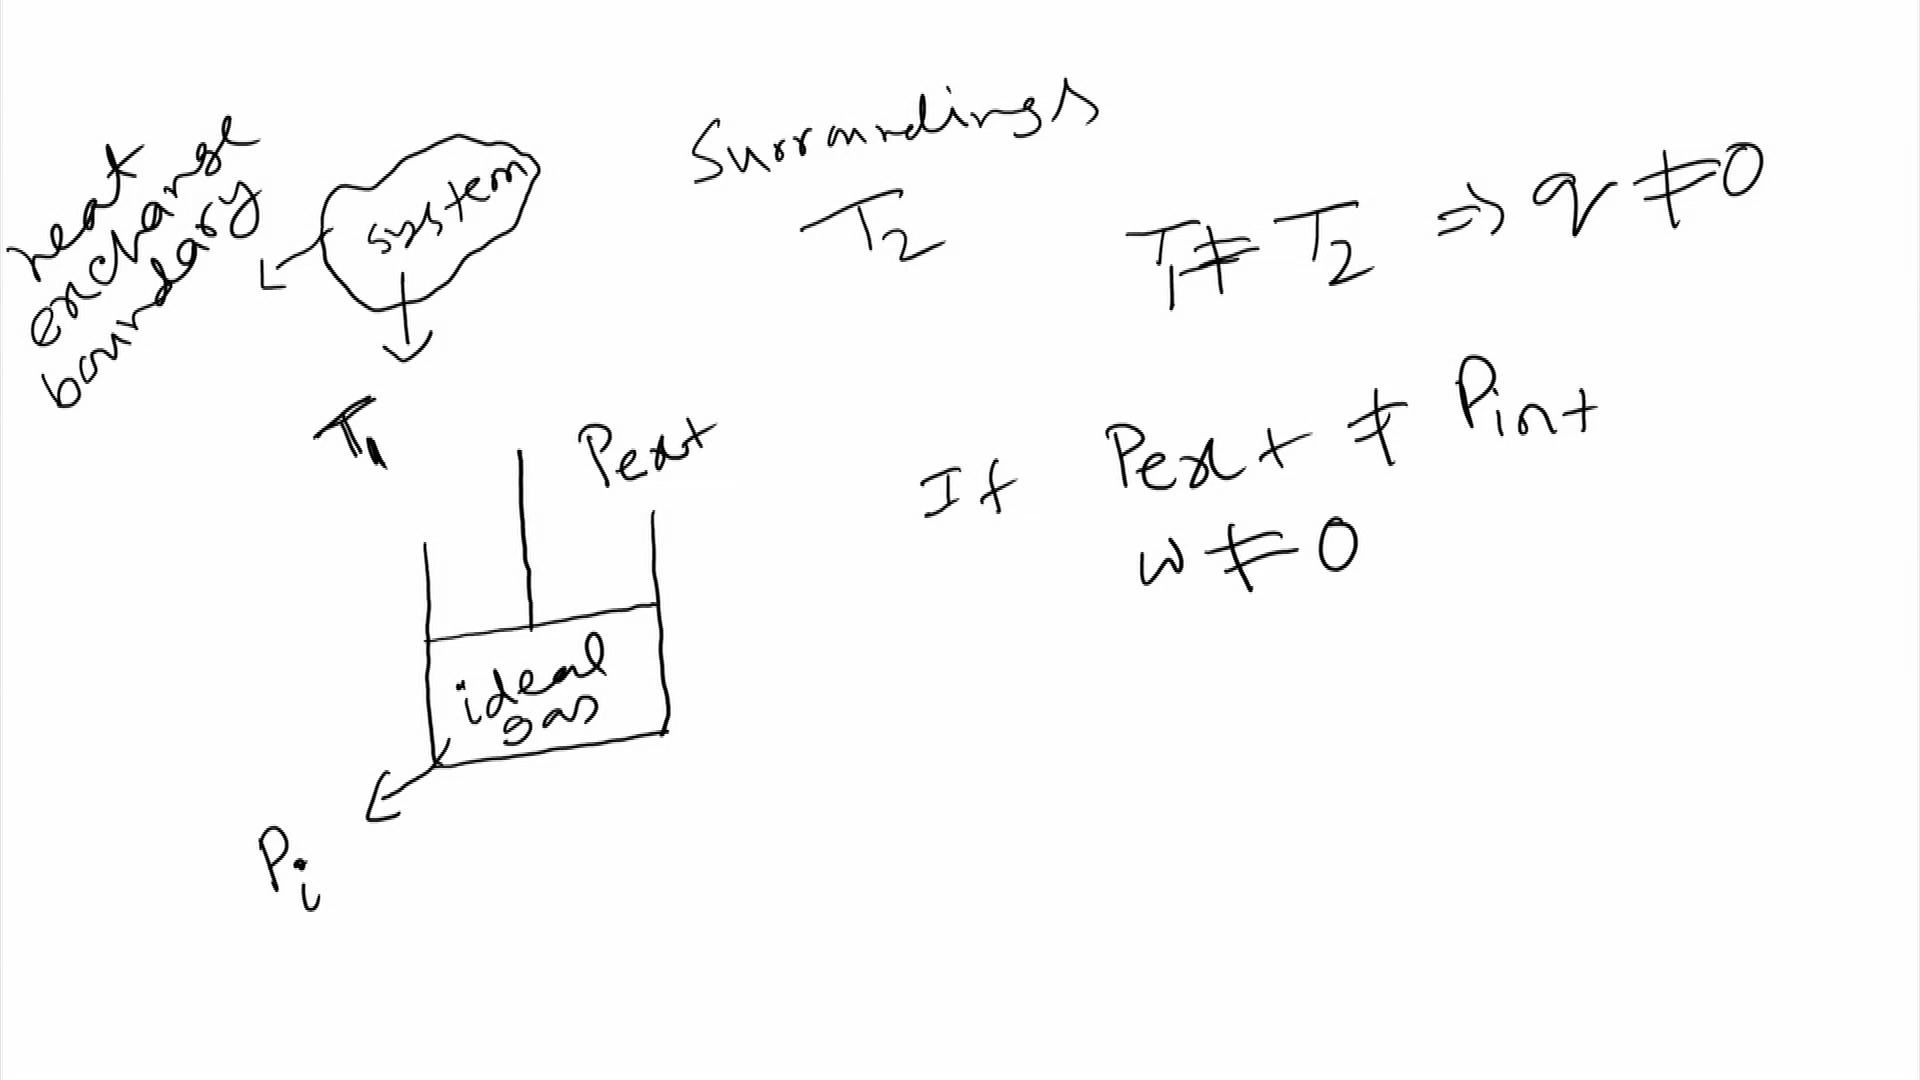 heat
exchange
boundary
system
T1
Surroundings
T2
T1 ≠ T2 ⇒ q ≠ 0
Pext
ideal
gas
Pi
If Pext ≠ Pint
w ≠ 0